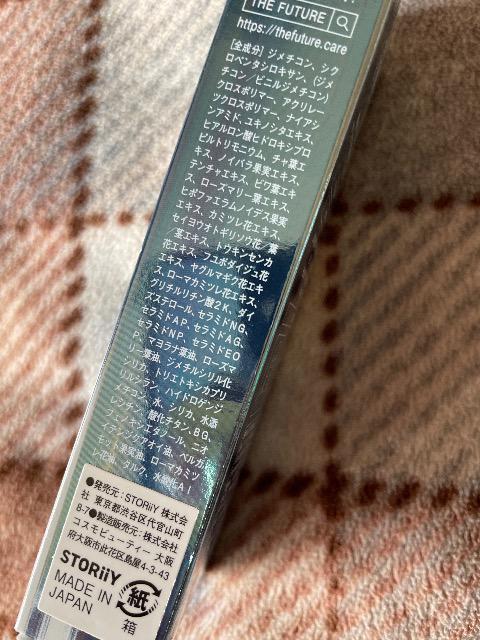 THE FUTURE
https://thefuture.care
[全成分] ジメチコン、シク
ロペンタシロキサン、(ジメ
チコン/ビニルジメチコン)
クロスポリマー、アクリレー
ツクロスポリマー、ナイアシ
ンアミド、ユキノシタエキス、
ヒアルロン酸ヒドロキシプロ
ピルトリモニウム、チャ葉エ
キス、ノイバラ果実エキス、
テンチャエキス、ビワ葉エキ
ス、ローズマリー葉エキス、
ヒポファエラムノイデス果実
エキス、カミツレ花エキス、
セイヨウオトギリソウ花/葉/
茎エキス、トウキンセンカ
花エキス、フユボダイジュ花
エキス、ヤグルマギク花エキ
ス、ローマカミツレ花エキス、
グリチルリチン酸2K、ダイ
ズステロール、セラミドNG、
セラミドAP、セラミドAG、
セラミドNP、セラミドEO
P、マヨラナ葉油、ローズマ
リー葉油、ジメチルシリル化
シリカ、トリエトキシカプリ
リルシラン、ハイドロゲンジ
メチコン、水、シリカ、水添
レシチン、酸化チタン、BG、
フェノキシエタノール、ニオ
イテンジクアオイ油、ベルガ
モット果実油、ローマカミツ
レ花油、タルク、水酸化Al
●発売元:STORiiY 株式会
社 東京都渋谷区代官山町
8-7●製造販売元:株式会社
コスモビューティー 大阪
府大阪市此花区島屋4-3-43
STORiiY
MADE IN
JAPAN
紙
箱